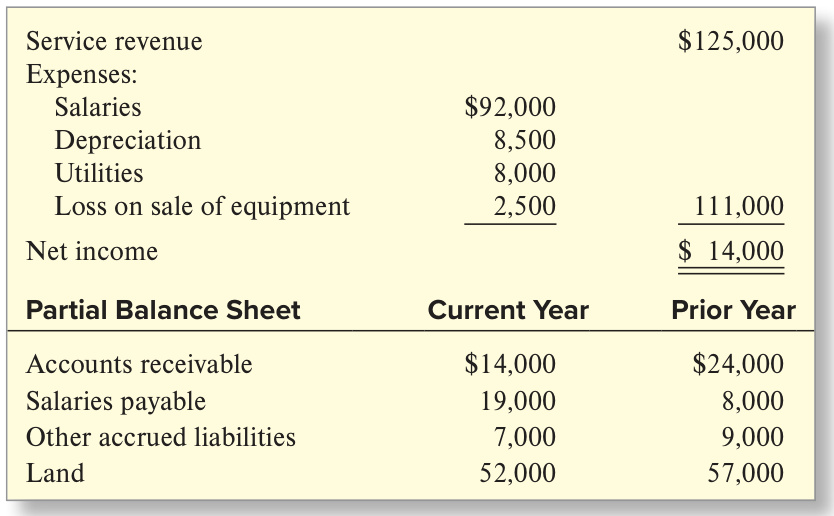 Service revenue $125,000
Expenses:
Salaries $92,000
Depreciation 8,500
Utilities 8,000
Loss on sale of equipment 2,500 111,000
Net income $ 14,000
Partial Balance Sheet Current Year Prior Year
Accounts receivable $14,000 $24,000
Salaries payable 19,000 8,000
Other accrued liabilities 7,000 9,000
Land 52,000 57,000